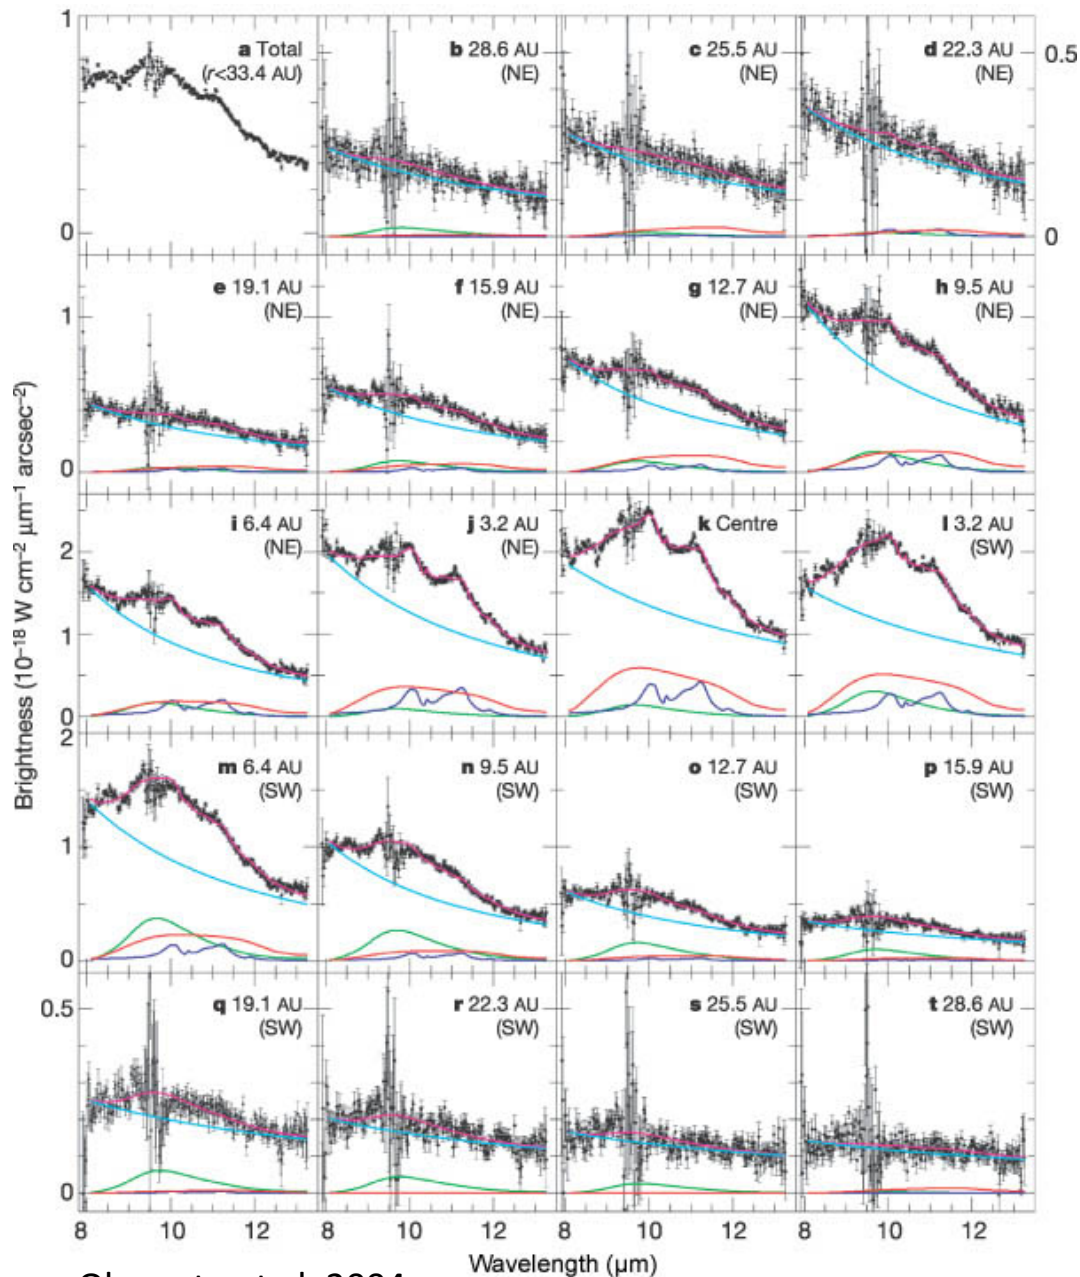 1
a Total
(r<33.4 AU)
0
b 28.6 AU
(NE)
c 25.5 AU
(NE)
d 22.3 AU
(NE)
0.5
0
e 19.1 AU
(NE)
1
0
f 15.9 AU
(NE)
g 12.7 AU
(NE)
h 9.5 AU
(NE)
i 6.4 AU
(NE)
2
1
0
j 3.2 AU
(NE)
k Centre
l 3.2 AU
(SW)
2
m 6.4 AU
(SW)
1
0
n 9.5 AU
(SW)
o 12.7 AU
(SW)
p 15.9 AU
(SW)
q 19.1 AU
(SW)
0.5
0
r 22.3 AU
(SW)
s 25.5 AU
(SW)
t 28.6 AU
(SW)
8 10 12 8 10 12 8 10 12 8 10 12
Brightness (10⁻¹⁸ W cm⁻² µm⁻¹ arcsec⁻²)
Wavelength (µm)